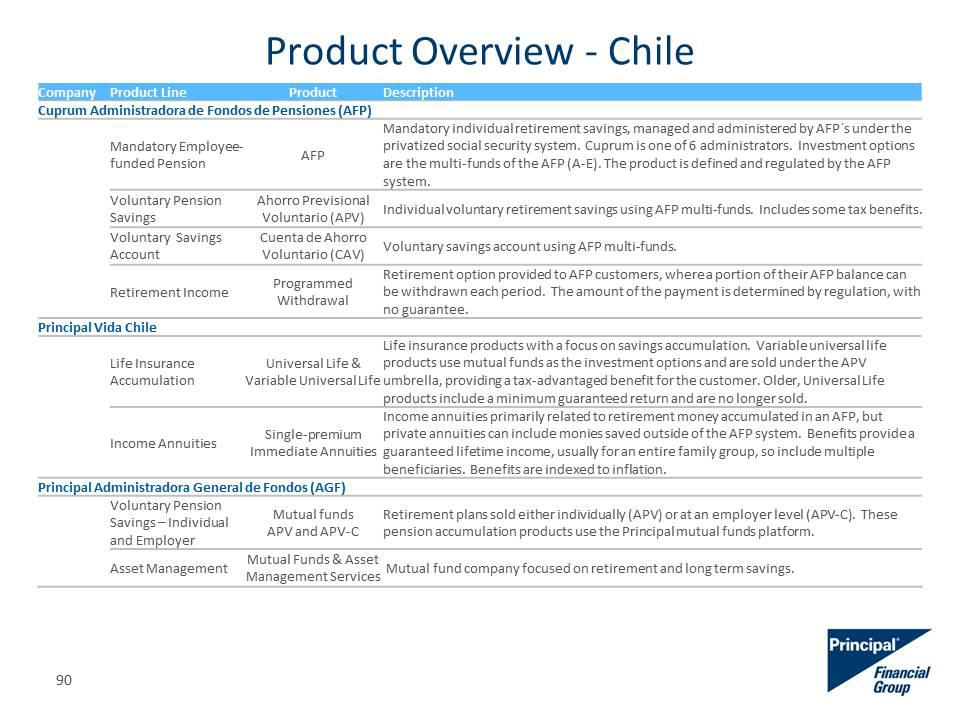 Product Overview - Chile
Company Product Line Product Description
Cuprum Administradora de Fondos de Pensiones (AFP)
Mandatory Employee-
funded Pension
AFP
Mandatory individual retirement savings, managed and administered by AFP´s under the
privatized social security system.  Cuprum is one of 6 administrators.  Investment options
are the multi-funds of the AFP (A-E). The product is defined and regulated by the AFP
system.
Voluntary Pension
Savings
Ahorro Previsional
Voluntario (APV)
Individual voluntary retirement savings using AFP multi-funds.  Includes some tax benefits.
Voluntary  Savings
Account
Cuenta de Ahorro
Voluntario (CAV)
Voluntary savings account using AFP multi-funds.
Retirement Income
Programmed
Withdrawal
Retirement option provided to AFP customers, where a portion of their AFP balance can
be withdrawn each period.  The amount of the payment is determined by regulation, with
no guarantee.
Principal Vida Chile
Life Insurance
Accumulation
Universal Life &
Variable Universal Life
Life insurance products with a focus on savings accumulation.  Variable universal life
products use mutual funds as the investment options and are sold under the APV
umbrella, providing a tax-advantaged benefit for the customer. Older, Universal Life
products include a minimum guaranteed return and are no longer sold.
Income Annuities
Single-premium
Immediate Annuities
Income annuities primarily related to retirement money accumulated in an AFP, but
private annuities can include monies saved outside of the AFP system.  Benefits provide a
guaranteed lifetime income, usually for an entire family group, so include multiple
beneficiaries.  Benefits are indexed to inflation.
Principal Administradora General de Fondos (AGF)
Voluntary Pension
Savings – Individual
and Employer
Mutual funds
APV and APV-C
Retirement plans sold either individually (APV) or at an employer level (APV-C).  These
pension accumulation products use the Principal mutual funds platform.
Asset Management
Mutual Funds & Asset
Management Services
Mutual fund company focused on retirement and long term savings.
90
Principal®
Financial
Group